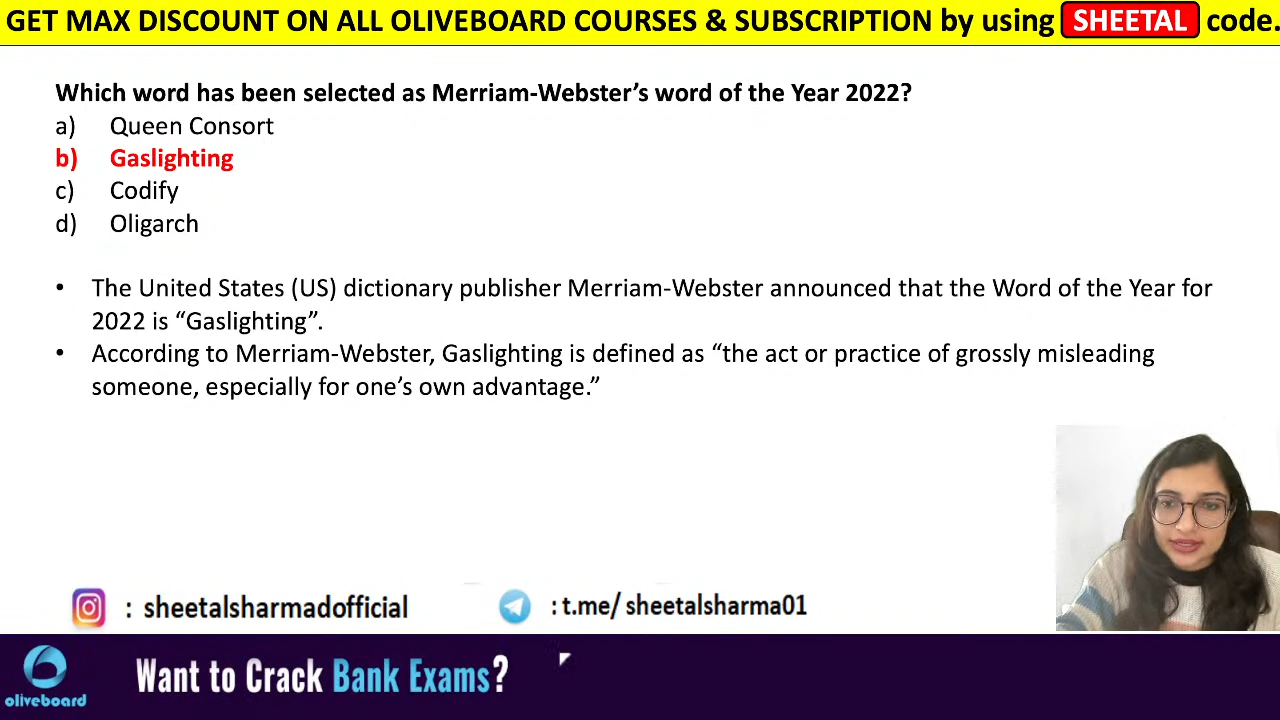 GET MAX DISCOUNT ON ALL OLIVEBOARD COURSES & SUBSCRIPTION by using SHEETAL code.
Which word has been selected as Merriam-Webster’s word of the Year 2022?
a) Queen Consort
b) Gaslighting
c) Codify
d) Oligarch
• The United States (US) dictionary publisher Merriam-Webster announced that the Word of the Year for
2022 is “Gaslighting”.
• According to Merriam-Webster, Gaslighting is defined as “the act or practice of grossly misleading
someone, especially for one’s own advantage.”
: sheetalsharmadofficial
: t.me/ sheetalsharma01
oliveboard
Want to Crack Bank Exams?